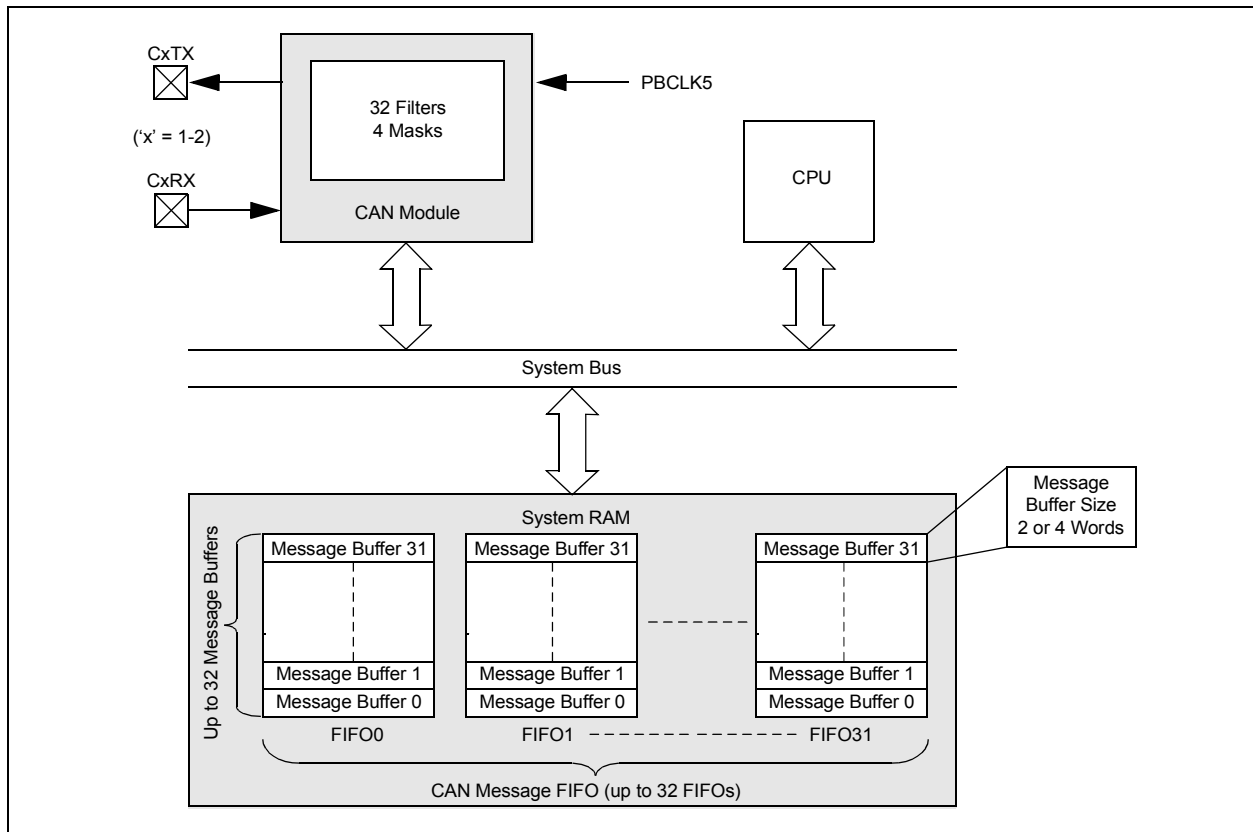 CxTX
PBCLK5
32 Filters
4 Masks
(‘x’ = 1-2)
CPU
CxRX
CAN Module
System Bus
Message
Buffer Size
2 or 4 Words
System RAM
Up to 32 Message Buffers
Message Buffer 31
Message Buffer 31
Message Buffer 31
Message Buffer 1
Message Buffer 1
Message Buffer 1
Message Buffer 0
Message Buffer 0
Message Buffer 0
FIFO0
FIFO1
FIFO31
CAN Message FIFO (up to 32 FIFOs)